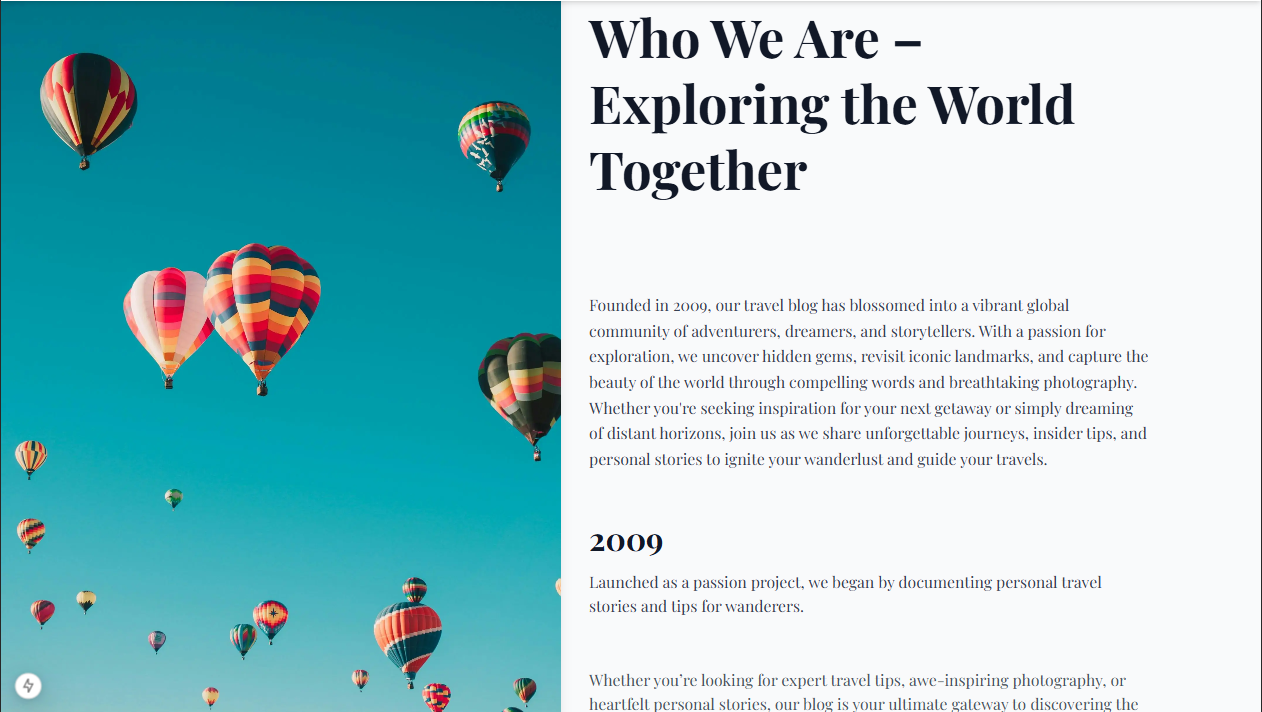 Who We Are –
Exploring the World
Together
Founded in 2009, our travel blog has blossomed into a vibrant global
community of adventurers, dreamers, and storytellers. With a passion for
exploration, we uncover hidden gems, revisit iconic landmarks, and capture the
beauty of the world through compelling words and breathtaking photography.
Whether you're seeking inspiration for your next getaway or simply dreaming
of distant horizons, join us as we share unforgettable journeys, insider tips, and
personal stories to ignite your wanderlust and guide your travels.
2009
Launched as a passion project, we began by documenting personal travel
stories and tips for wanderers.
Whether you’re looking for expert travel tips, awe-inspiring photography, or
heartfelt personal stories, our blog is your ultimate gateway to discovering the